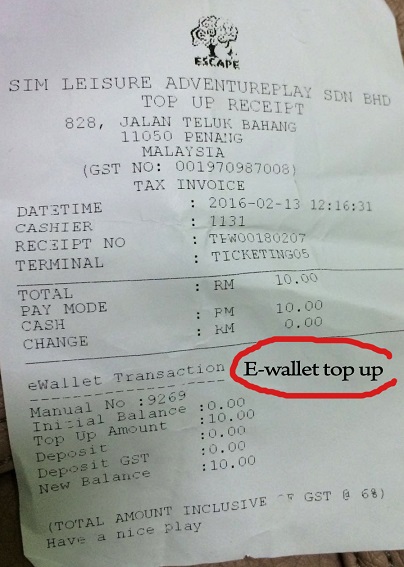 ESCAPE
SIM LEISURE ADVENTUREPLAY SDN BHD
TOP UP RECEIPT
828, JALAN TELUK BAHANG
11050 PENANG
MALAYSIA
(GST NO: 001970987008)
TAX INVOICE
DATETIME : 2016-02-13 12:16:31
CASHIER : 1131
RECEIPT NO : TEW00180207
TERMINAL : TICKETING05
TOTAL : RM 10.00
PAY MODE
CASH : RM 10.00
CHANGE : RM 0.00
eWallet Transaction
E-wallet top up
Manual No :9269
Initial Balance :0.00
Top Up Amount :10.00
Deposit :0.00
Deposit GST :0.00
New Balance :10.00
(TOTAL AMOUNT INCLUSIVE OF GST @ 6%)
Have a nice play